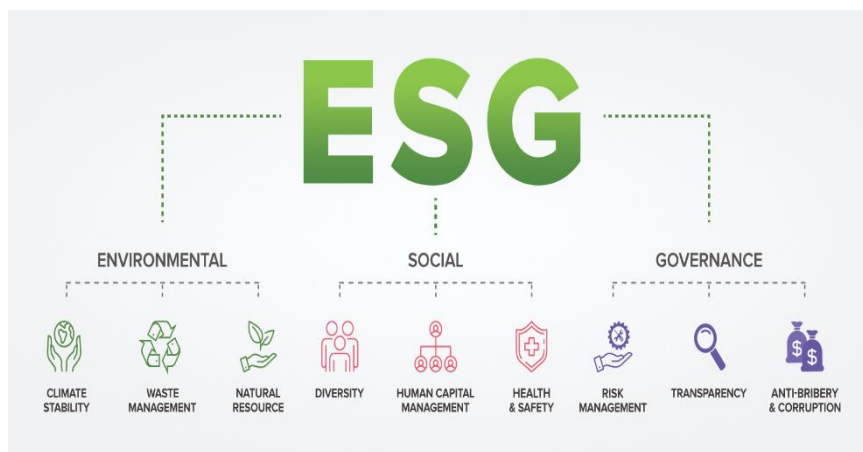 ESG
ENVIRONMENTAL
SOCIAL
GOVERNANCE
CLIMATE
STABILITY
WASTE
MANAGEMENT
NATURAL
RESOURCE
DIVERSITY
HUMAN CAPITAL
MANAGEMENT
HEALTH
& SAFETY
RISK
MANAGEMENT
TRANSPARENCY
$
$
ANTI-BRIBERY
& CORRUPTION